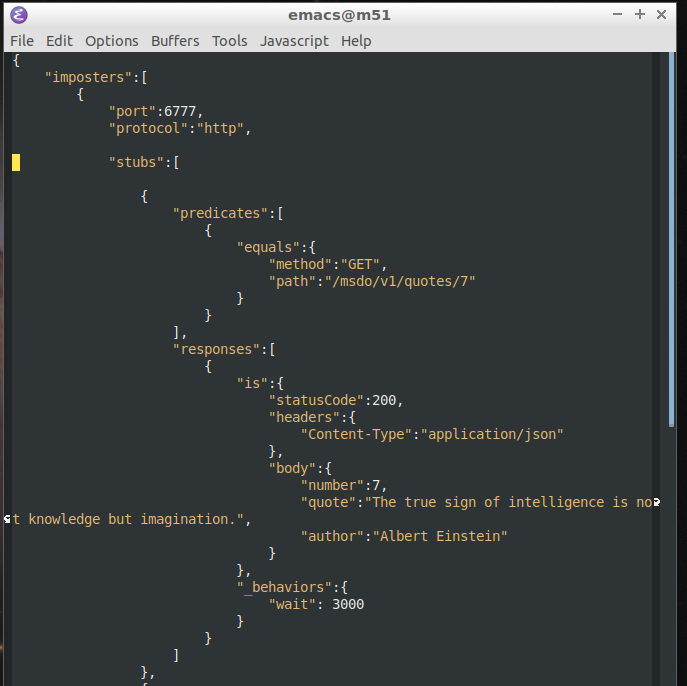 emacs@m51
File Edit Options Buffers Tools Javascript Help
{
    "imposters":[
        {
            "port":6777,
            "protocol":"http",
            "stubs":[
                {
                    "predicates":[
                        {
                            "equals":{
                                "method":"GET",
                                "path":"/msdo/v1/quotes/7"
                            }
                        }
                    ],
                    "responses":[
                        {
                            "is":{
                                "statusCode":200,
                                "headers":{
                                    "Content-Type":"application/json"
                                },
                                "body":{
                                    "number":7,
                                    "quote":"The true sign of intelligence is no
t knowledge but imagination.",
                                    "author":"Albert Einstein"
                                }
                            },
                            "_behaviors":{
                                "wait": 3000
                            }
                        }
                    ]
                },
                {